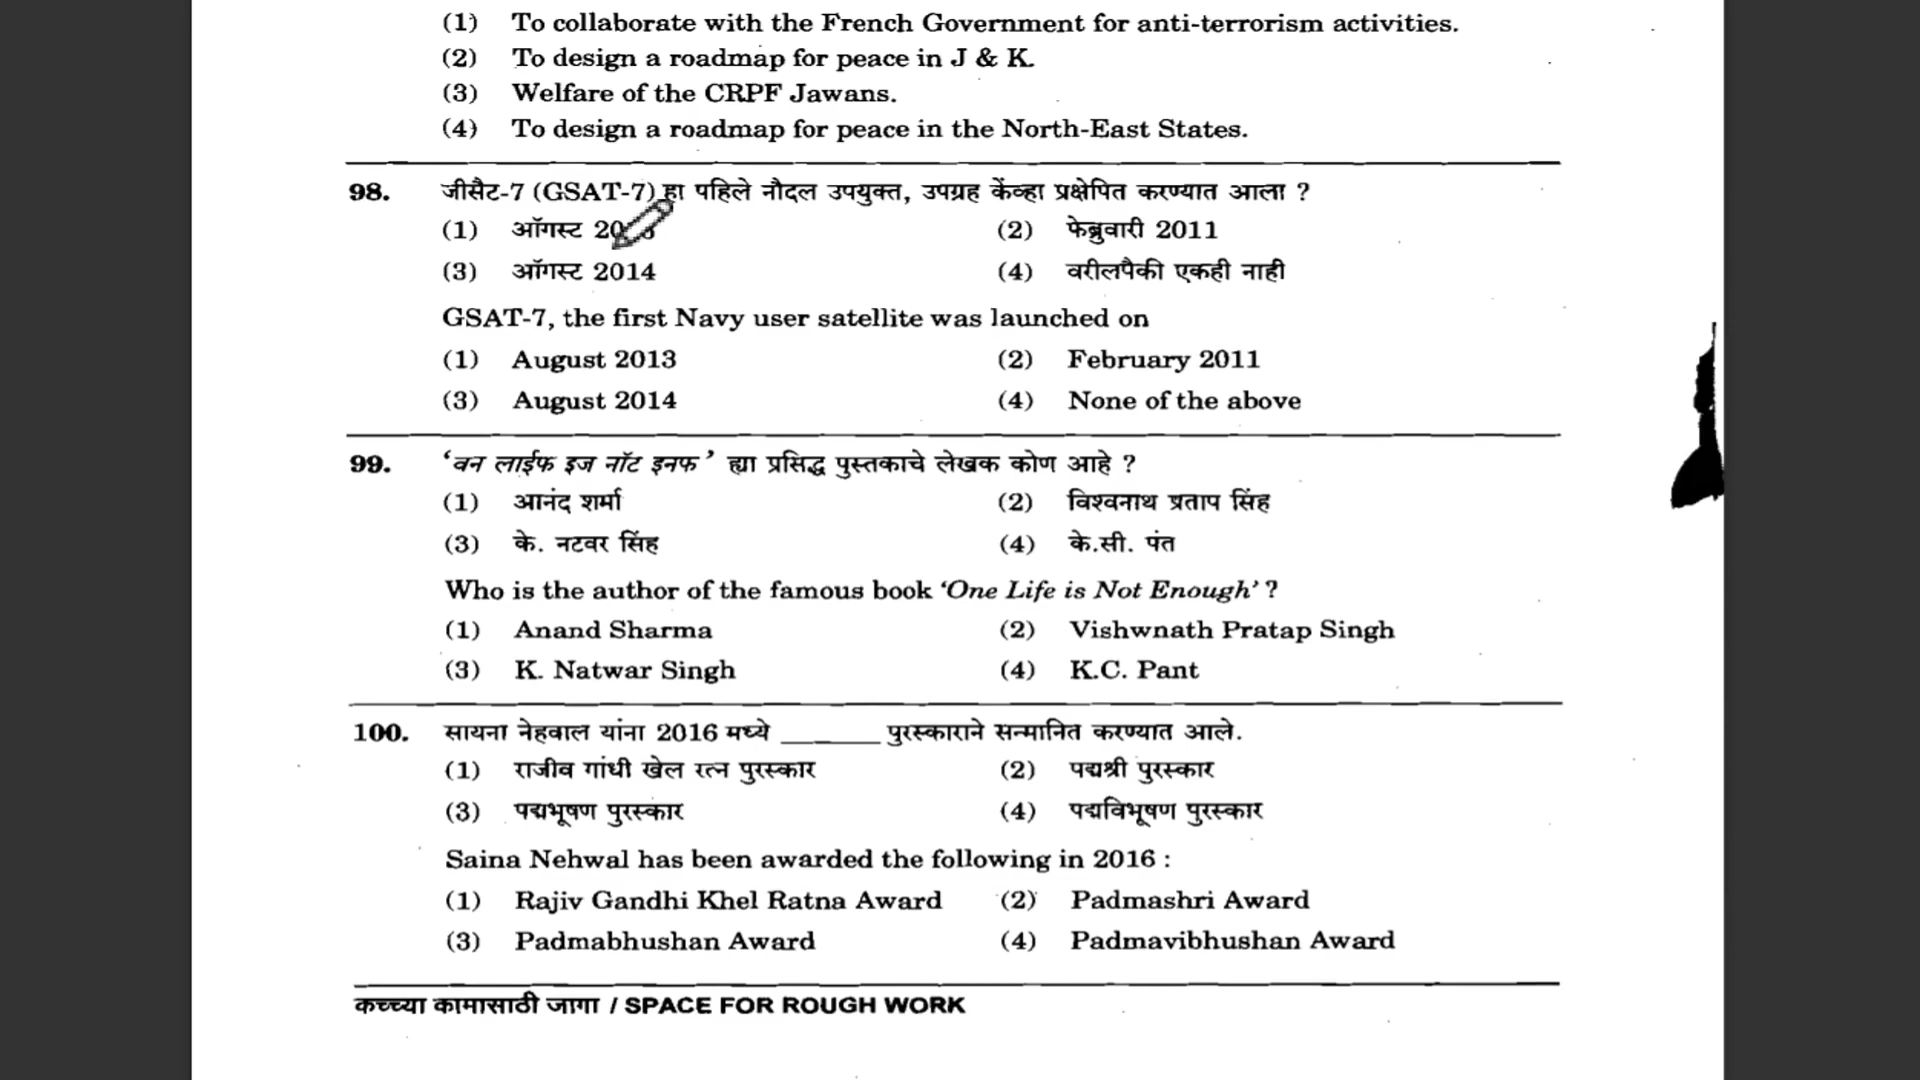 (1) To collaborate with the French Government for anti-terrorism activities.
(2) To design a roadmap for peace in J & K.
(3) Welfare of the CRPF Jawans.
(4) To design a roadmap for peace in the North-East States.
98. जीसैट-7 (GSAT-7) हा पहिले नौदल उपयुक्त, उपग्रह केंव्हा प्रक्षेपित करण्यात आला ?
(1) ऑगस्ट (2) फेब्रुवारी 2011
(3) ऑगस्ट 2014 (4) वरीलपैकी एकही नाही
GSAT-7, the first Navy user satellite was launched on
(1) August 2013 (2) February 2011
(3) August 2014 (4) None of the above
99. ‘वन लाईफ इज नॉट इनफ’ ह्या प्रसिद्ध पुस्तकाचे लेखक कोण आहे ?
(1) आनंद शर्मा (2) विश्वनाथ प्रताप सिंह
(3) के. नटवर सिंह (4) के.सी. पंत
Who is the author of the famous book ‘One Life is Not Enough’ ?
(1) Anand Sharma (2) Vishwnath Pratap Singh
(3) K. Natwar Singh (4) K.C. Pant
100. सायना नेहवाल यांना 2016 मध्ये _______ पुरस्काराने सन्मानित करण्यात आले.
(1) राजीव गांधी खेल रत्न पुरस्कार (2) पद्मश्री पुरस्कार
(3) पद्मभूषण पुरस्कार (4) पद्मविभूषण पुरस्कार
Saina Nehwal has been awarded the following in 2016 :
(1) Rajiv Gandhi Khel Ratna Award (2) Padmashri Award
(3) Padmabhushan Award (4) Padmavibhushan Award
कच्च्या कामासाठी जागा / SPACE FOR ROUGH WORK